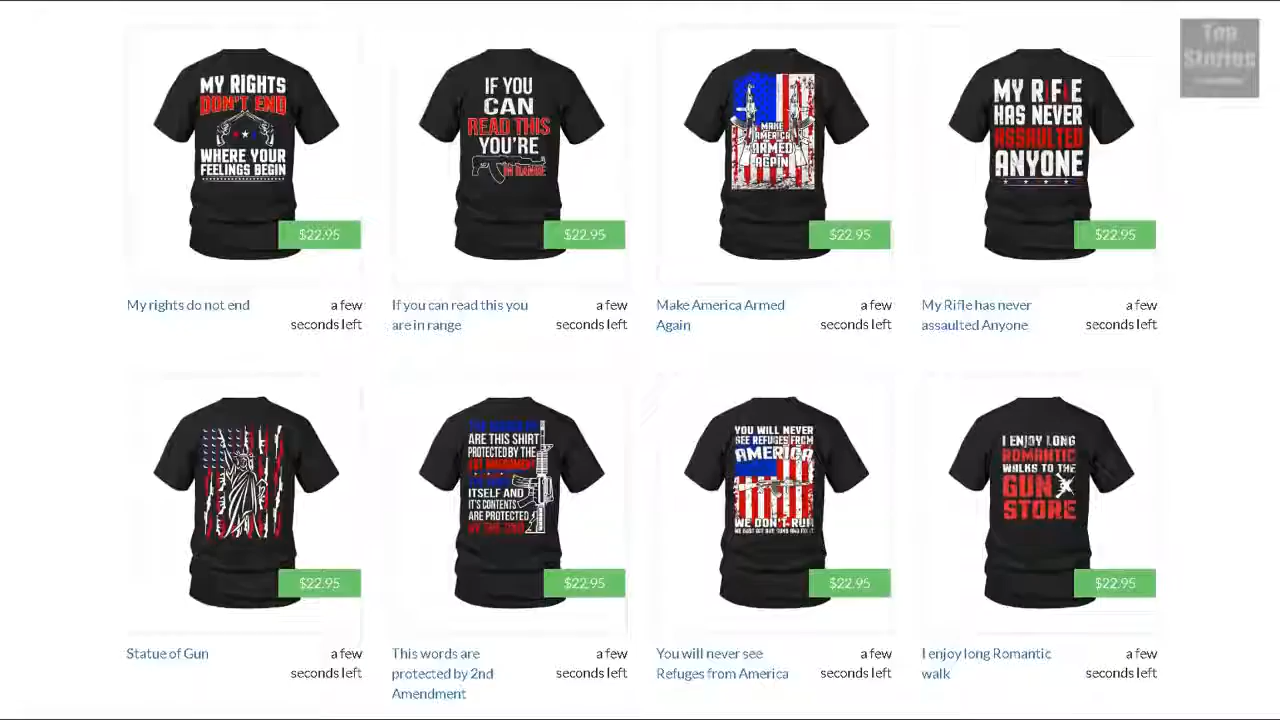 Top
Stories
MY RIGHTS
DON'T END
WHERE YOUR
FEELINGS BEGIN
$22.95
My rights do not end
a few
seconds left
IF YOU
CAN
READ THIS
YOU'RE
IN RANGE
$22.95
If you can read this you
are in range
a few
seconds left
MAKE
AMERICA
ARMED
AGAIN
$22.95
Make America Armed
Again
a few
seconds left
MY RIFLE
HAS NEVER
ASSAULTED
ANYONE
$22.95
My Rifle has never
assaulted Anyone
a few
seconds left
$22.95
Statue of Gun
a few
seconds left
ARE THIS SHIRT
PROTECTED BY THE
1ST AMENDMENT
ITSELF AND
IT'S CONTENTS
ARE PROTECTED
BY THE 2ND
$22.95
This words are
protected by 2nd
Amendment
a few
seconds left
YOU WILL NEVER
SEE REFUGES FROM
AMERICA
WE DON'T RUN
$22.95
You will never see
Refuges from America
a few
seconds left
I ENJOY LONG
ROMANTIC
WALKS TO THE
GUN
STORE
$22.95
I enjoy long Romantic
walk
a few
seconds left